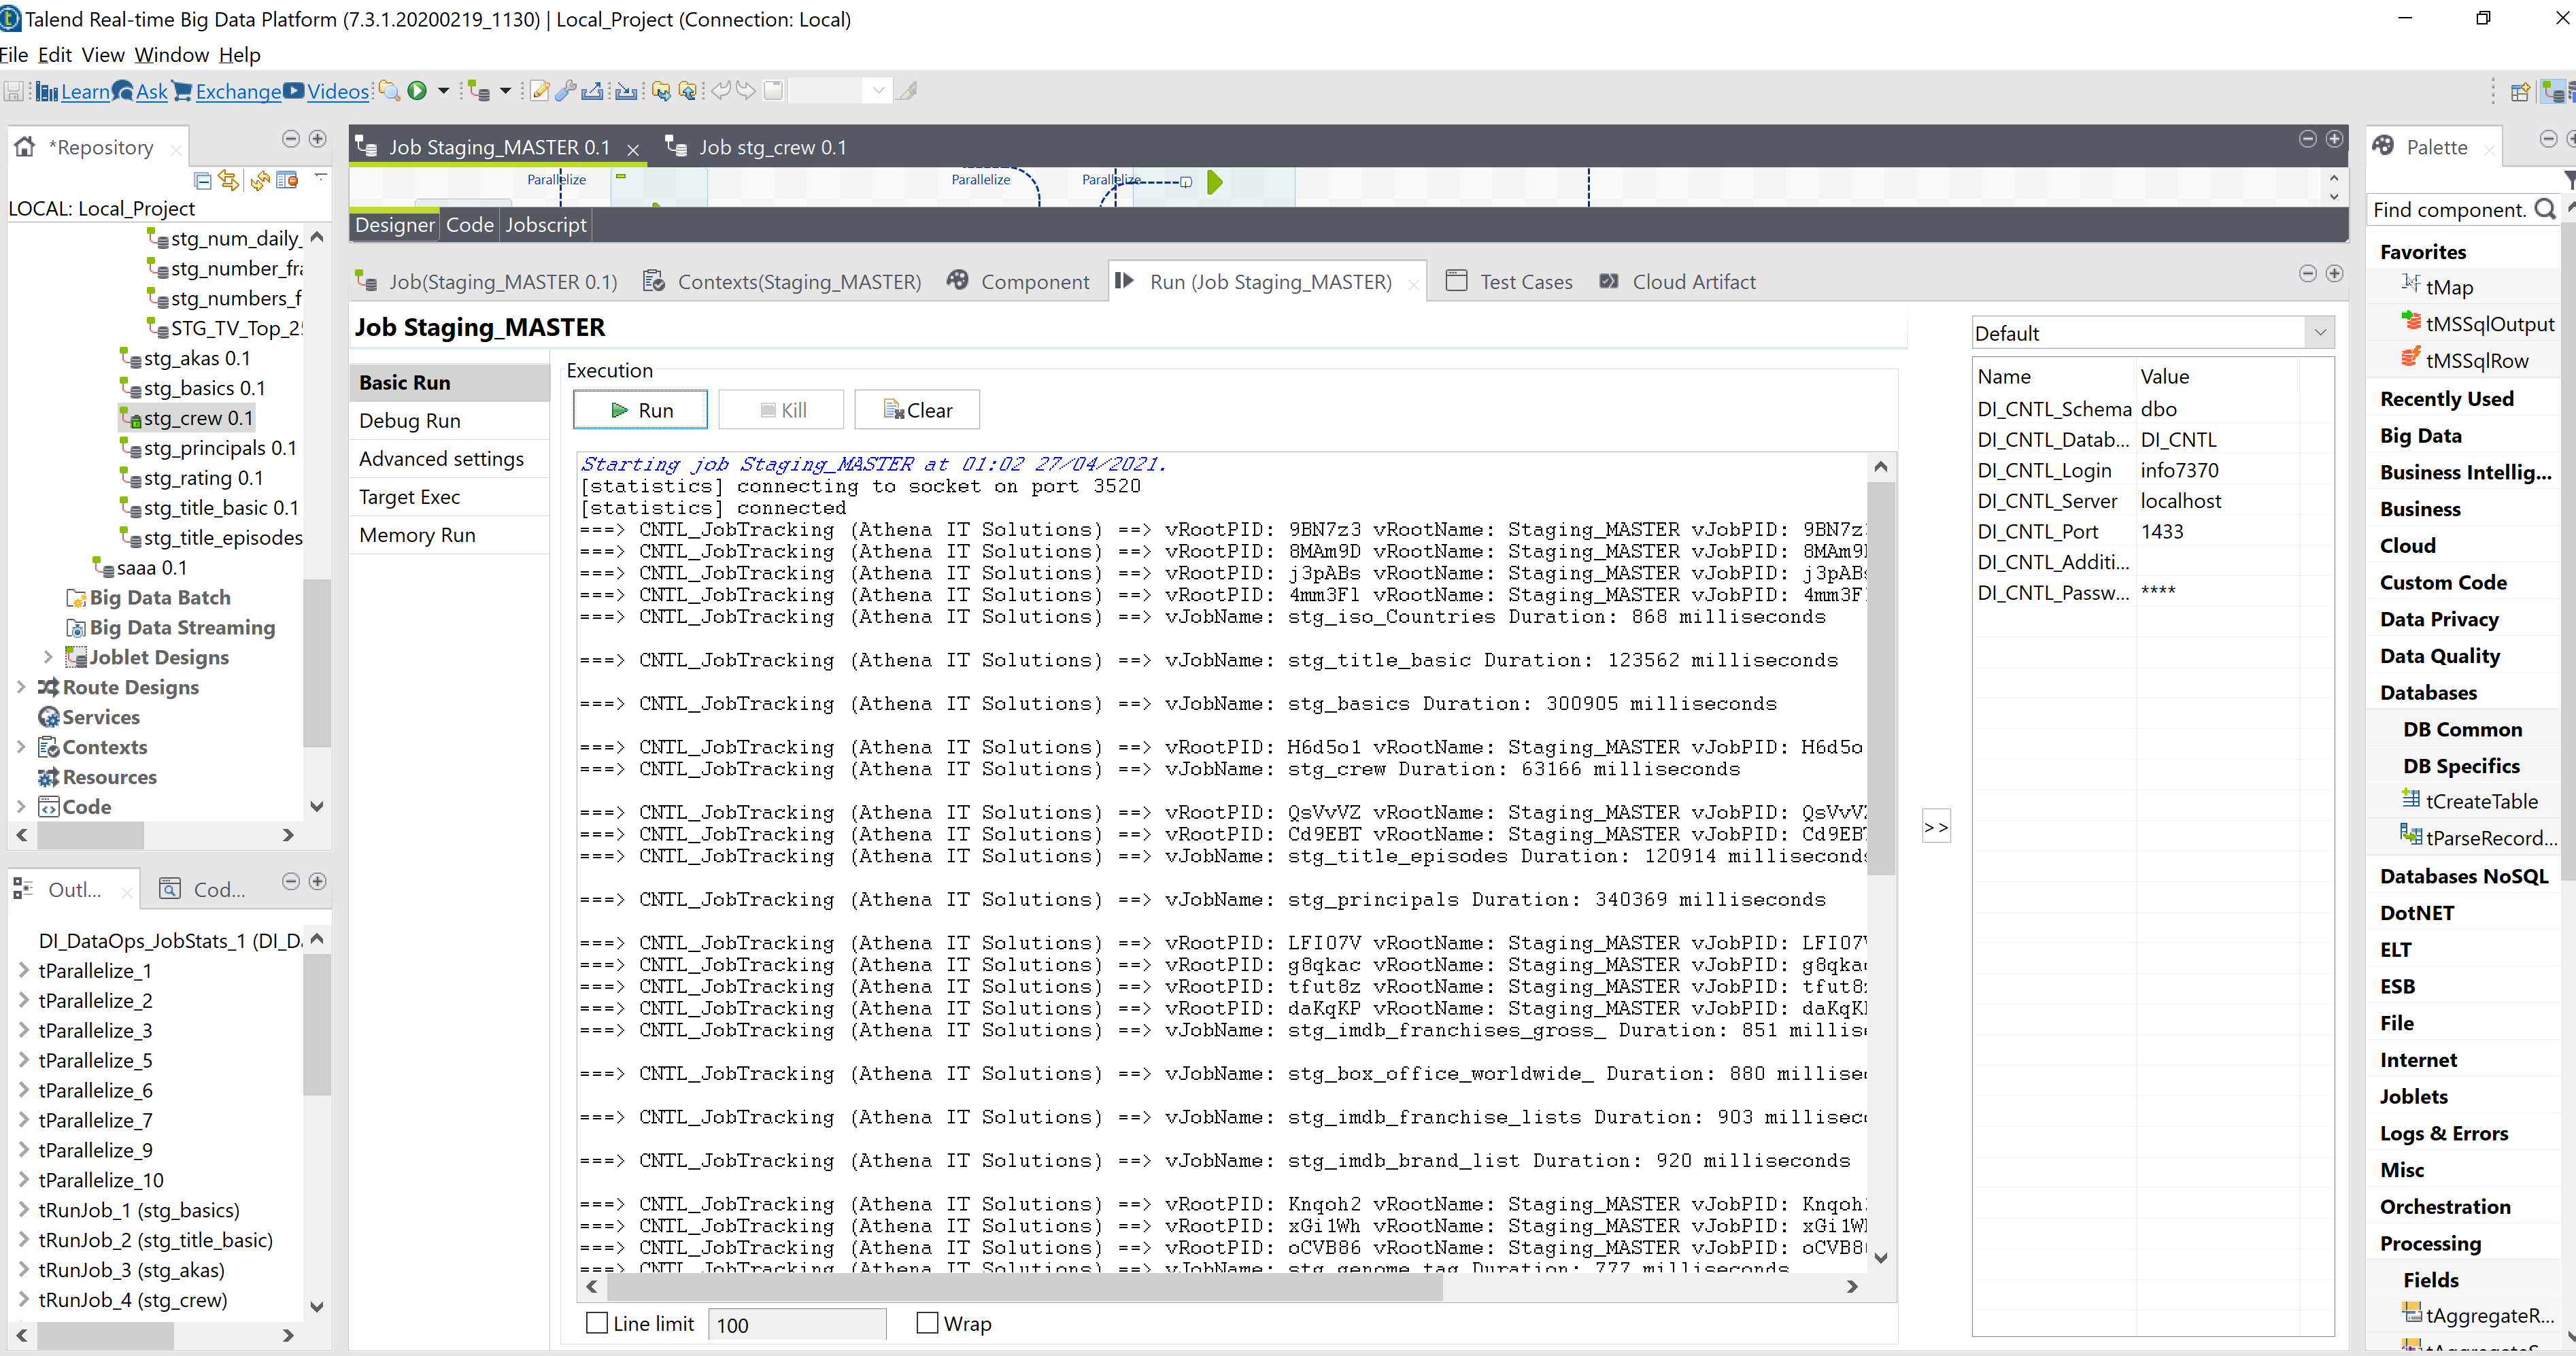 Talend Real-time Big Data Platform (7.3.1.20200219_1130) | Local_Project (Connection: Local)
File Edit View Window Help
Learn Ask Exchange Videos
*Repository
LOCAL: Local_Project
stg_num_daily_
stg_number_fra
stg_numbers_f
STG_TV_Top_25
stg_akas 0.1
stg_basics 0.1
stg_crew 0.1
stg_principals 0.1
stg_rating 0.1
stg_title_basic 0.1
stg_title_episodes
saaa 0.1
Big Data Batch
Big Data Streaming
Joblet Designs
Route Designs
Services
Contexts
Resources
Code
Outl...
Cod...
DI_DataOps_JobStats_1 (DI_Da
tParallelize_1
tParallelize_2
tParallelize_3
tParallelize_5
tParallelize_6
tParallelize_7
tParallelize_9
tParallelize_10
tRunJob_1 (stg_basics)
tRunJob_2 (stg_title_basic)
tRunJob_3 (stg_akas)
tRunJob_4 (stg_crew)
Job Staging_MASTER 0.1
Job stg_crew 0.1
Parallelize
Parallelize
Parallelize
Designer Code Jobscript
Job(Staging_MASTER 0.1)
Contexts(Staging_MASTER)
Component
Run (Job Staging_MASTER)
Test Cases
Cloud Artifact
Job Staging_MASTER
Basic Run
Debug Run
Advanced settings
Target Exec
Memory Run
Execution
Run
Kill
Clear
Starting job Staging_MASTER at 01:02 27/04/2021.
[statistics] connecting to socket on port 3520
[statistics] connected
===> CNTL_JobTracking (Athena IT Solutions) ==> vRootPID: 9BN7z3 vRootName: Staging_MASTER vJobPID: 9BN7z
===> CNTL_JobTracking (Athena IT Solutions) ==> vRootPID: 8MAm9D vRootName: Staging_MASTER vJobPID: 8MAm9
===> CNTL_JobTracking (Athena IT Solutions) ==> vRootPID: j3pABs vRootName: Staging_MASTER vJobPID: j3pABs
===> CNTL_JobTracking (Athena IT Solutions) ==> vRootPID: 4mm3Fl vRootName: Staging_MASTER vJobPID: 4mm3F
===> CNTL_JobTracking (Athena IT Solutions) ==> vJobName: stg_iso_Countries Duration: 868 milliseconds
===> CNTL_JobTracking (Athena IT Solutions) ==> vJobName: stg_title_basic Duration: 123562 milliseconds
===> CNTL_JobTracking (Athena IT Solutions) ==> vJobName: stg_basics Duration: 300905 milliseconds
===> CNTL_JobTracking (Athena IT Solutions) ==> vRootPID: H6d5o1 vRootName: Staging_MASTER vJobPID: H6d5o
===> CNTL_JobTracking (Athena IT Solutions) ==> vJobName: stg_crew Duration: 63166 milliseconds
===> CNTL_JobTracking (Athena IT Solutions) ==> vRootPID: QsVvVZ vRootName: Staging_MASTER vJobPID: QsVvV
===> CNTL_JobTracking (Athena IT Solutions) ==> vRootPID: Cd9EBT vRootName: Staging_MASTER vJobPID: Cd9EBT
===> CNTL_JobTracking (Athena IT Solutions) ==> vJobName: stg_title_episodes Duration: 120914 milliseconds
===> CNTL_JobTracking (Athena IT Solutions) ==> vJobName: stg_principals Duration: 340369 milliseconds
===> CNTL_JobTracking (Athena IT Solutions) ==> vRootPID: LFIO7V vRootName: Staging_MASTER vJobPID: LFIO7V
===> CNTL_JobTracking (Athena IT Solutions) ==> vRootPID: g8qkac vRootName: Staging_MASTER vJobPID: g8qkac
===> CNTL_JobTracking (Athena IT Solutions) ==> vRootPID: tfut8z vRootName: Staging_MASTER vJobPID: tfut8z
===> CNTL_JobTracking (Athena IT Solutions) ==> vRootPID: daKqKP vRootName: Staging_MASTER vJobPID: daKqK
===> CNTL_JobTracking (Athena IT Solutions) ==> vJobName: stg_imdb_franchises_gross_ Duration: 851 millise
===> CNTL_JobTracking (Athena IT Solutions) ==> vJobName: stg_box_office_worldwide_ Duration: 880 millisec
===> CNTL_JobTracking (Athena IT Solutions) ==> vJobName: stg_imdb_franchise_lists Duration: 903 millisec
===> CNTL_JobTracking (Athena IT Solutions) ==> vJobName: stg_imdb_brand_list Duration: 920 milliseconds
===> CNTL_JobTracking (Athena IT Solutions) ==> vRootPID: Knqoh2 vRootName: Staging_MASTER vJobPID: Knqoh
===> CNTL_JobTracking (Athena IT Solutions) ==> vRootPID: xGi1Wh vRootName: Staging_MASTER vJobPID: xGi1W
===> CNTL_JobTracking (Athena IT Solutions) ==> vRootPID: oCVB86 vRootName: Staging_MASTER vJobPID: oCVB8
===> CNTL_JobTracking (Athena IT Solutions) ==> vJobName: stg_genome_tag Duration: 777 milliseconds
Line limit 100 Wrap
>>
Default
Name Value
DI_CNTL_Schema dbo
DI_CNTL_Datab... DI_CNTL
DI_CNTL_Login info7370
DI_CNTL_Server localhost
DI_CNTL_Port 1433
DI_CNTL_Additi...
DI_CNTL_Passw... ****
Palette
Find component.
Favorites
tMap
tMSSqlOutput
tMSSqlRow
Recently Used
Big Data
Business Intellig...
Business
Cloud
Custom Code
Data Privacy
Data Quality
Databases
DB Common
DB Specifics
tCreateTable
tParseRecord...
Databases NoSQL
DotNET
ELT
ESB
File
Internet
Joblets
Logs & Errors
Misc
Orchestration
Processing
Fields
tAggregateR...